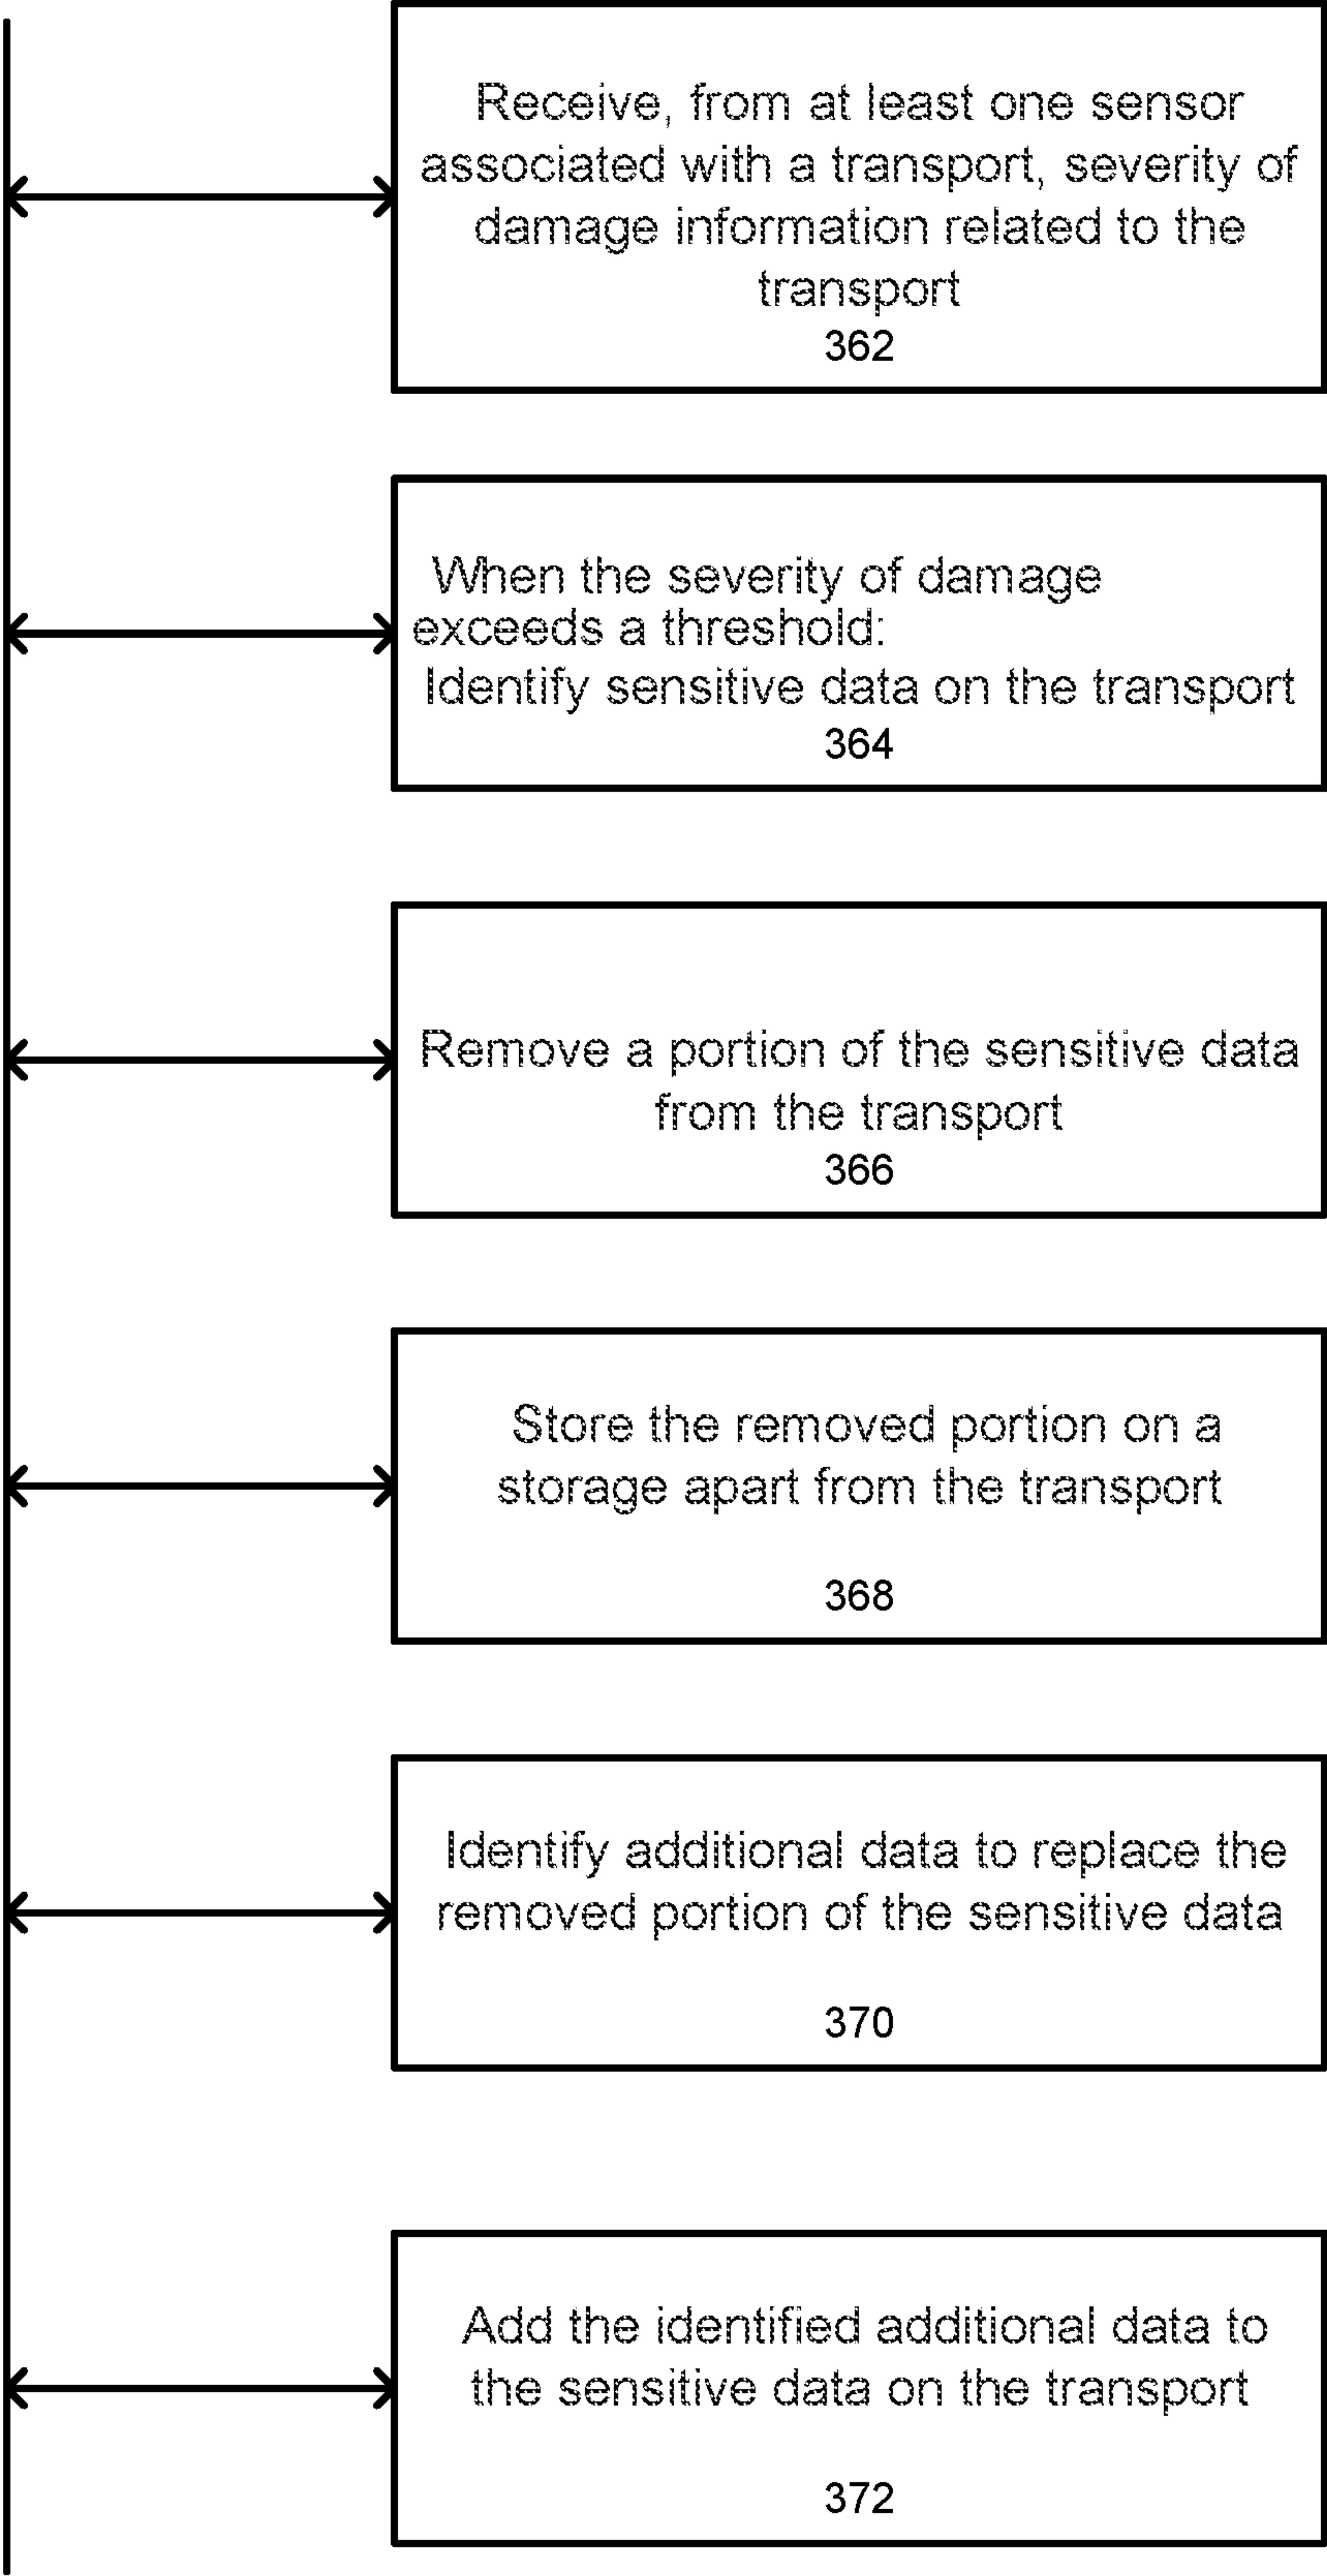 Receive, from at least one sensor
associated with a transport, severity of
damage information related to the
transport
362
When the severity of damage
exceeds a threshold:
Identify sensitive data on the transport
364
Remove a portion of the sensitive data
from the transport
366
Store the removed portion on a
storage apart from the transport
368
Identify additional data to replace the
removed portion of the sensitive data
370
Add the identified additional data to
the sensitive data on the transport
372